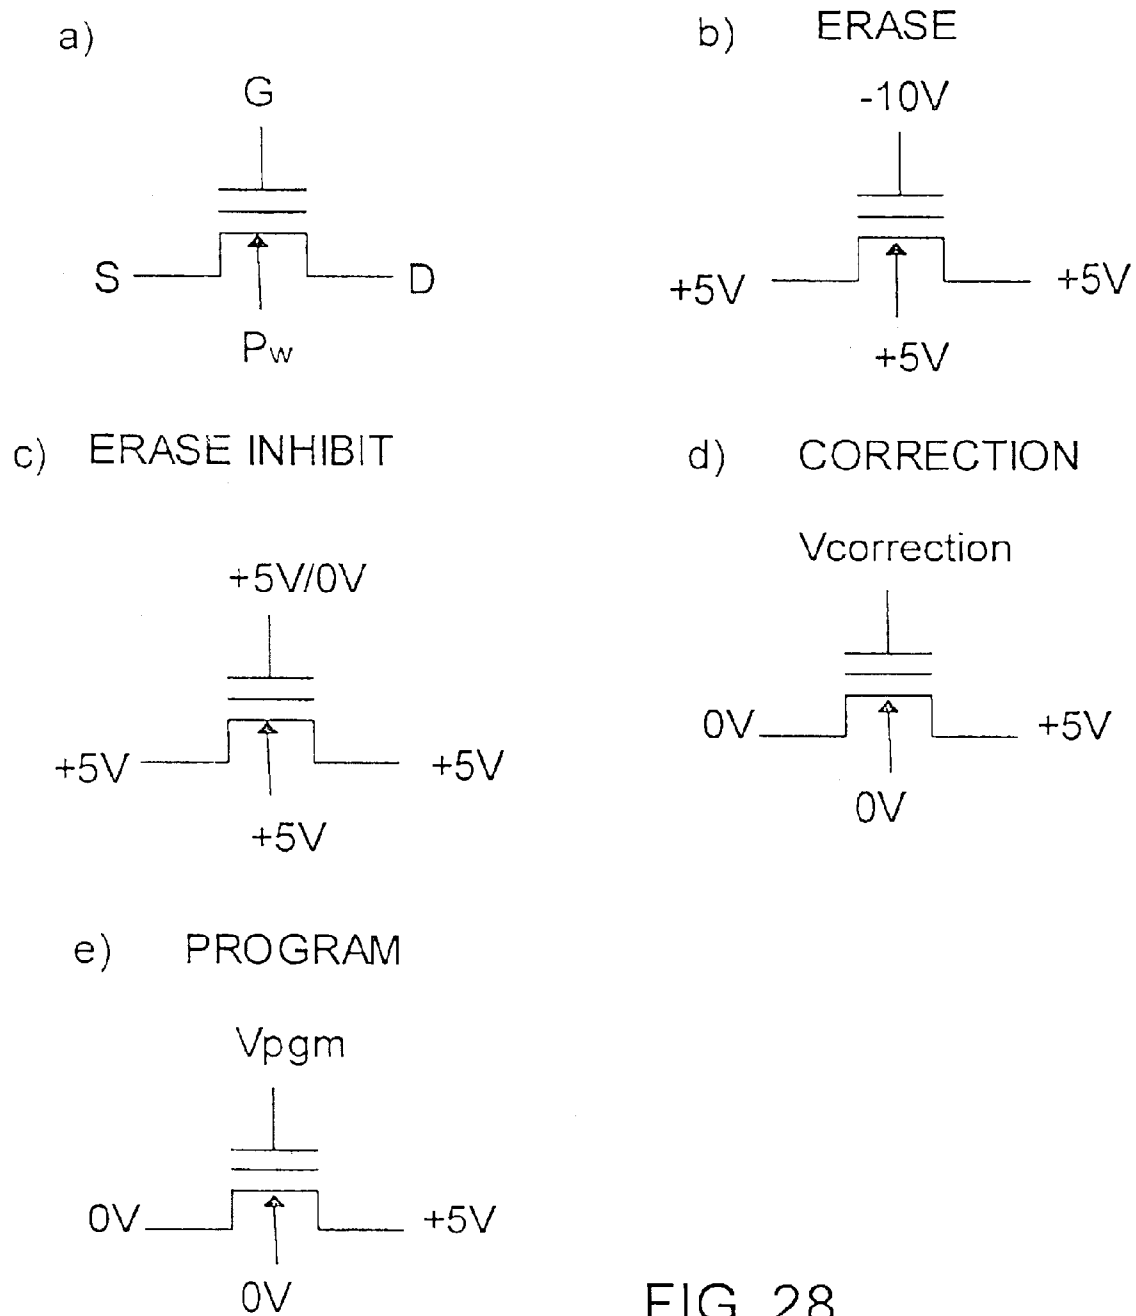 a)
G
S
D
Pw
b) ERASE
-10V
+5V
+5V
+5V
c) ERASE INHIBIT
+5V/0V
+5V
+5V
+5V
d) CORRECTION
Vcorrection
0V
+5V
0V
e) PROGRAM
Vpgm
0V
+5V
0V
FIG. 28